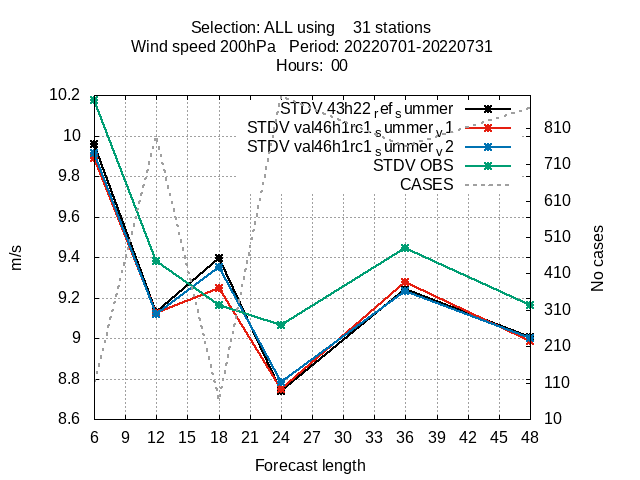 Selection: ALL using    31 stations
Wind speed 200hPa   Period: 20220701-20220731
Hours:  00
STDV 43h22_ref_summer
STDV val46h1rc1_summer_v1
STDV val46h1rc1_summer_v2
STDV OBS
CASES
10.2
10
9.8
9.6
9.4
9.2
9
8.8
8.6
m/s
810
710
610
510
410
310
210
110
10
No cases
6 9 12 15 18 21 24 27 30 33 36 39 42 45 48
Forecast length